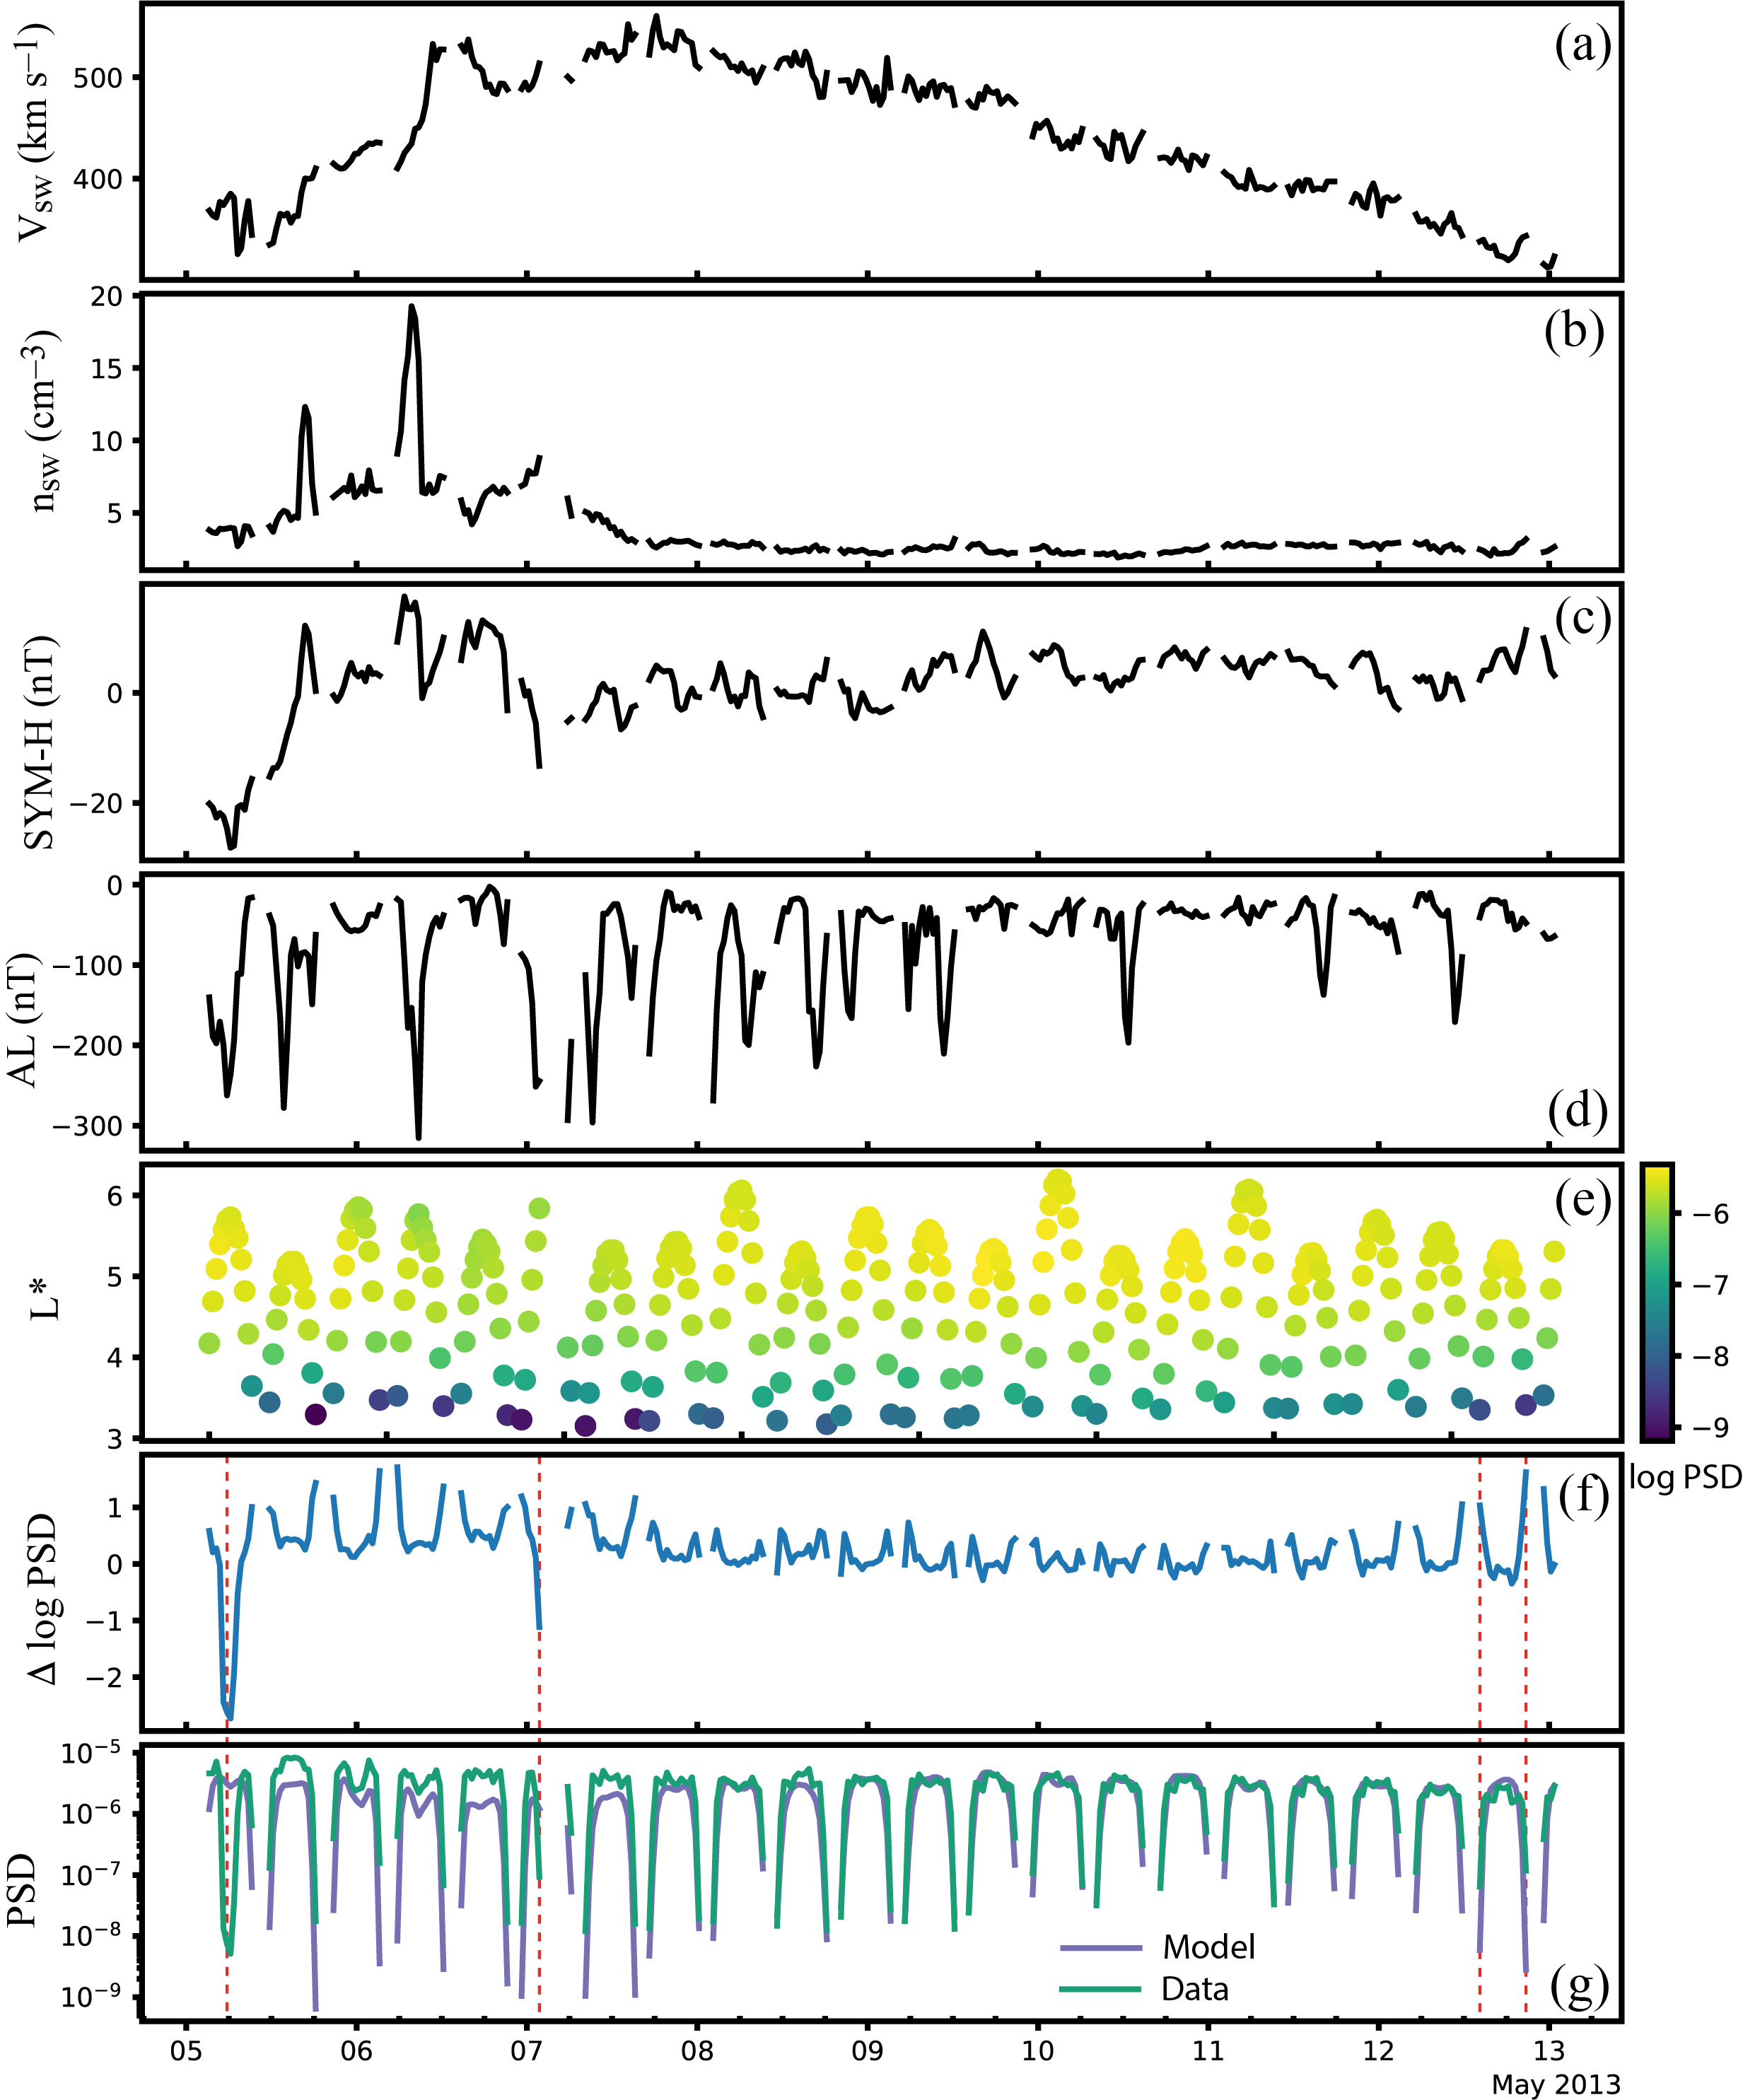 (a)
V_sw (km s⁻¹)
500
400
(b)
n_sw (cm⁻³)
20
15
10
5
(c)
SYM-H (nT)
0
−20
(d)
AL (nT)
0
−100
−200
−300
(e)
L*
6
5
4
3
−6
−7
−8
−9
log PSD
(f)
Δ log PSD
1
0
−1
−2
(g)
PSD
10⁻⁵
10⁻⁶
10⁻⁷
10⁻⁸
10⁻⁹
Model
Data
05 06 07 08 09 10 11 12 13
May 2013